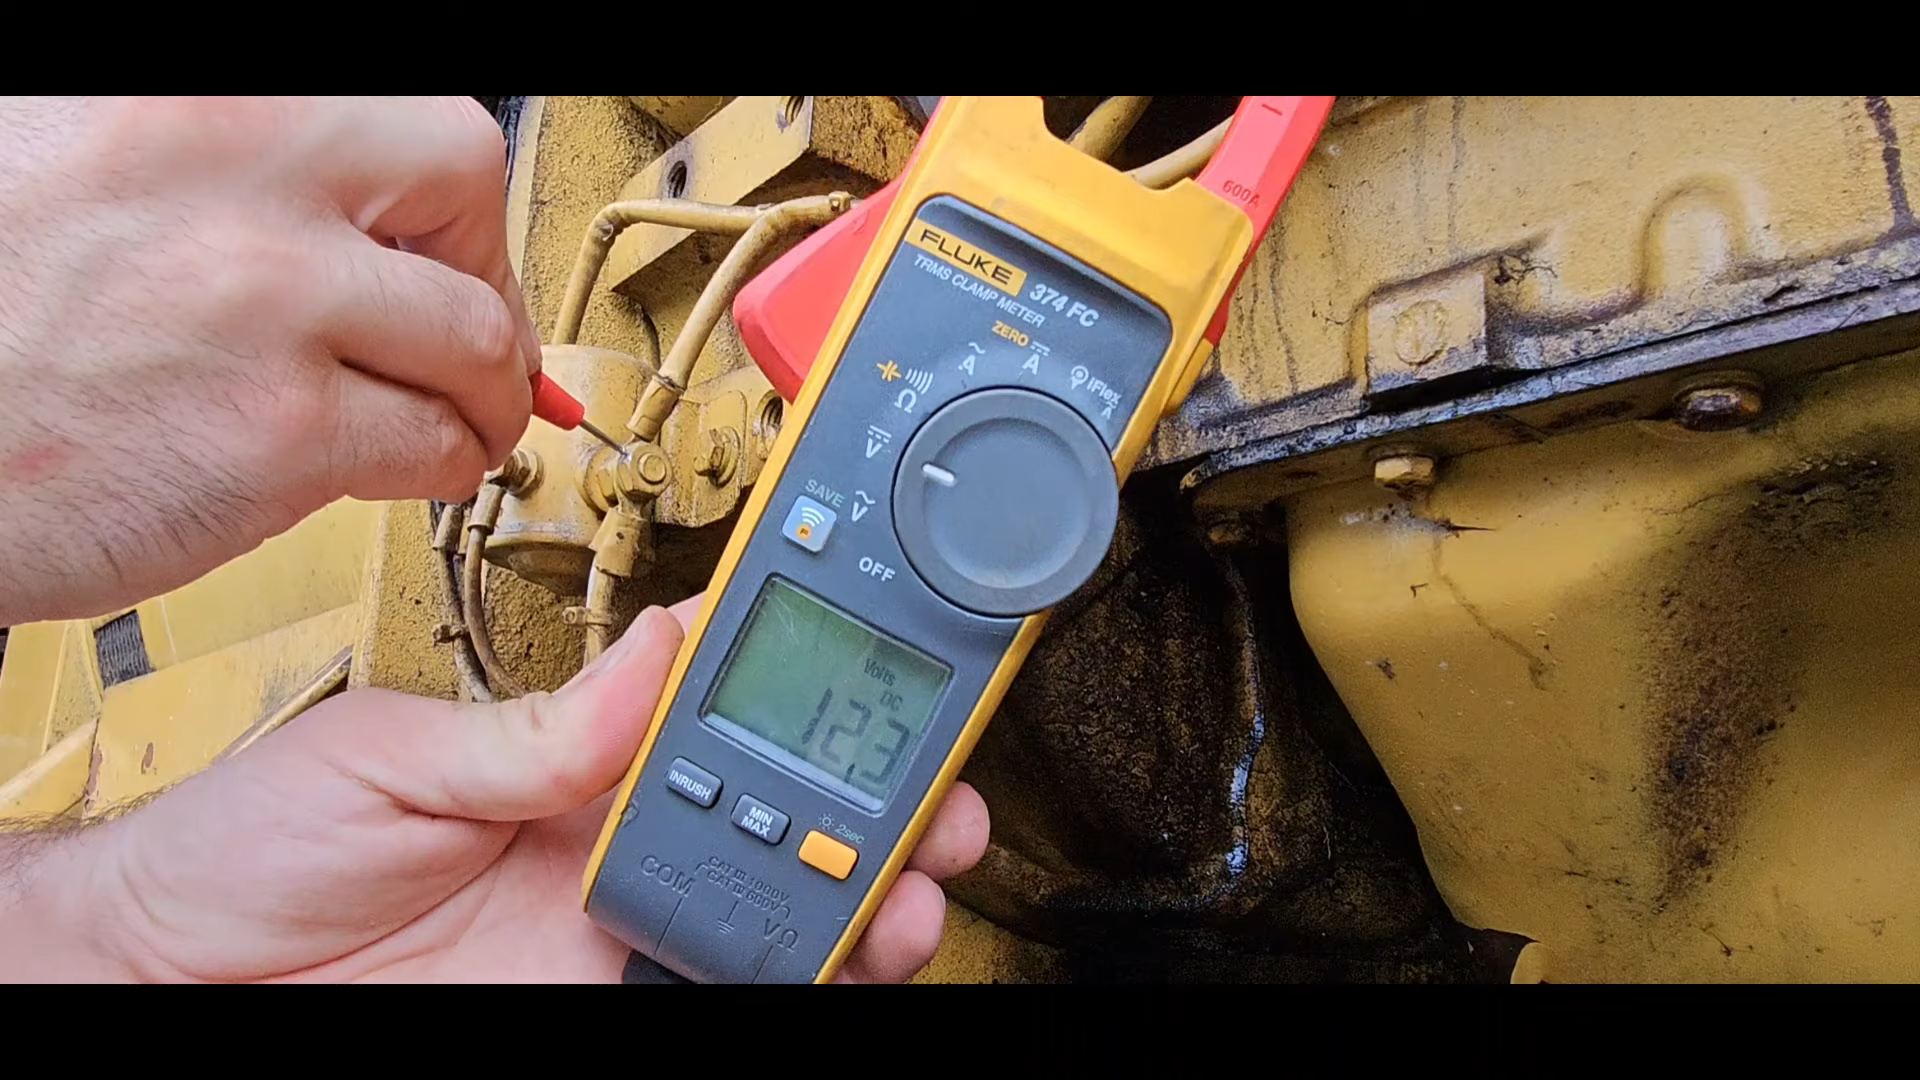 600A
FLUKE
374 FC
TRMS CLAMP METER
ZERO
A
A
iFlex
A
Ω
V
SAVE
V
OFF
Volts
DC
12.3
INRUSH
MIN
MAX
2sec
COM
CAT III 1000V
CAT IV 600V
VΩ